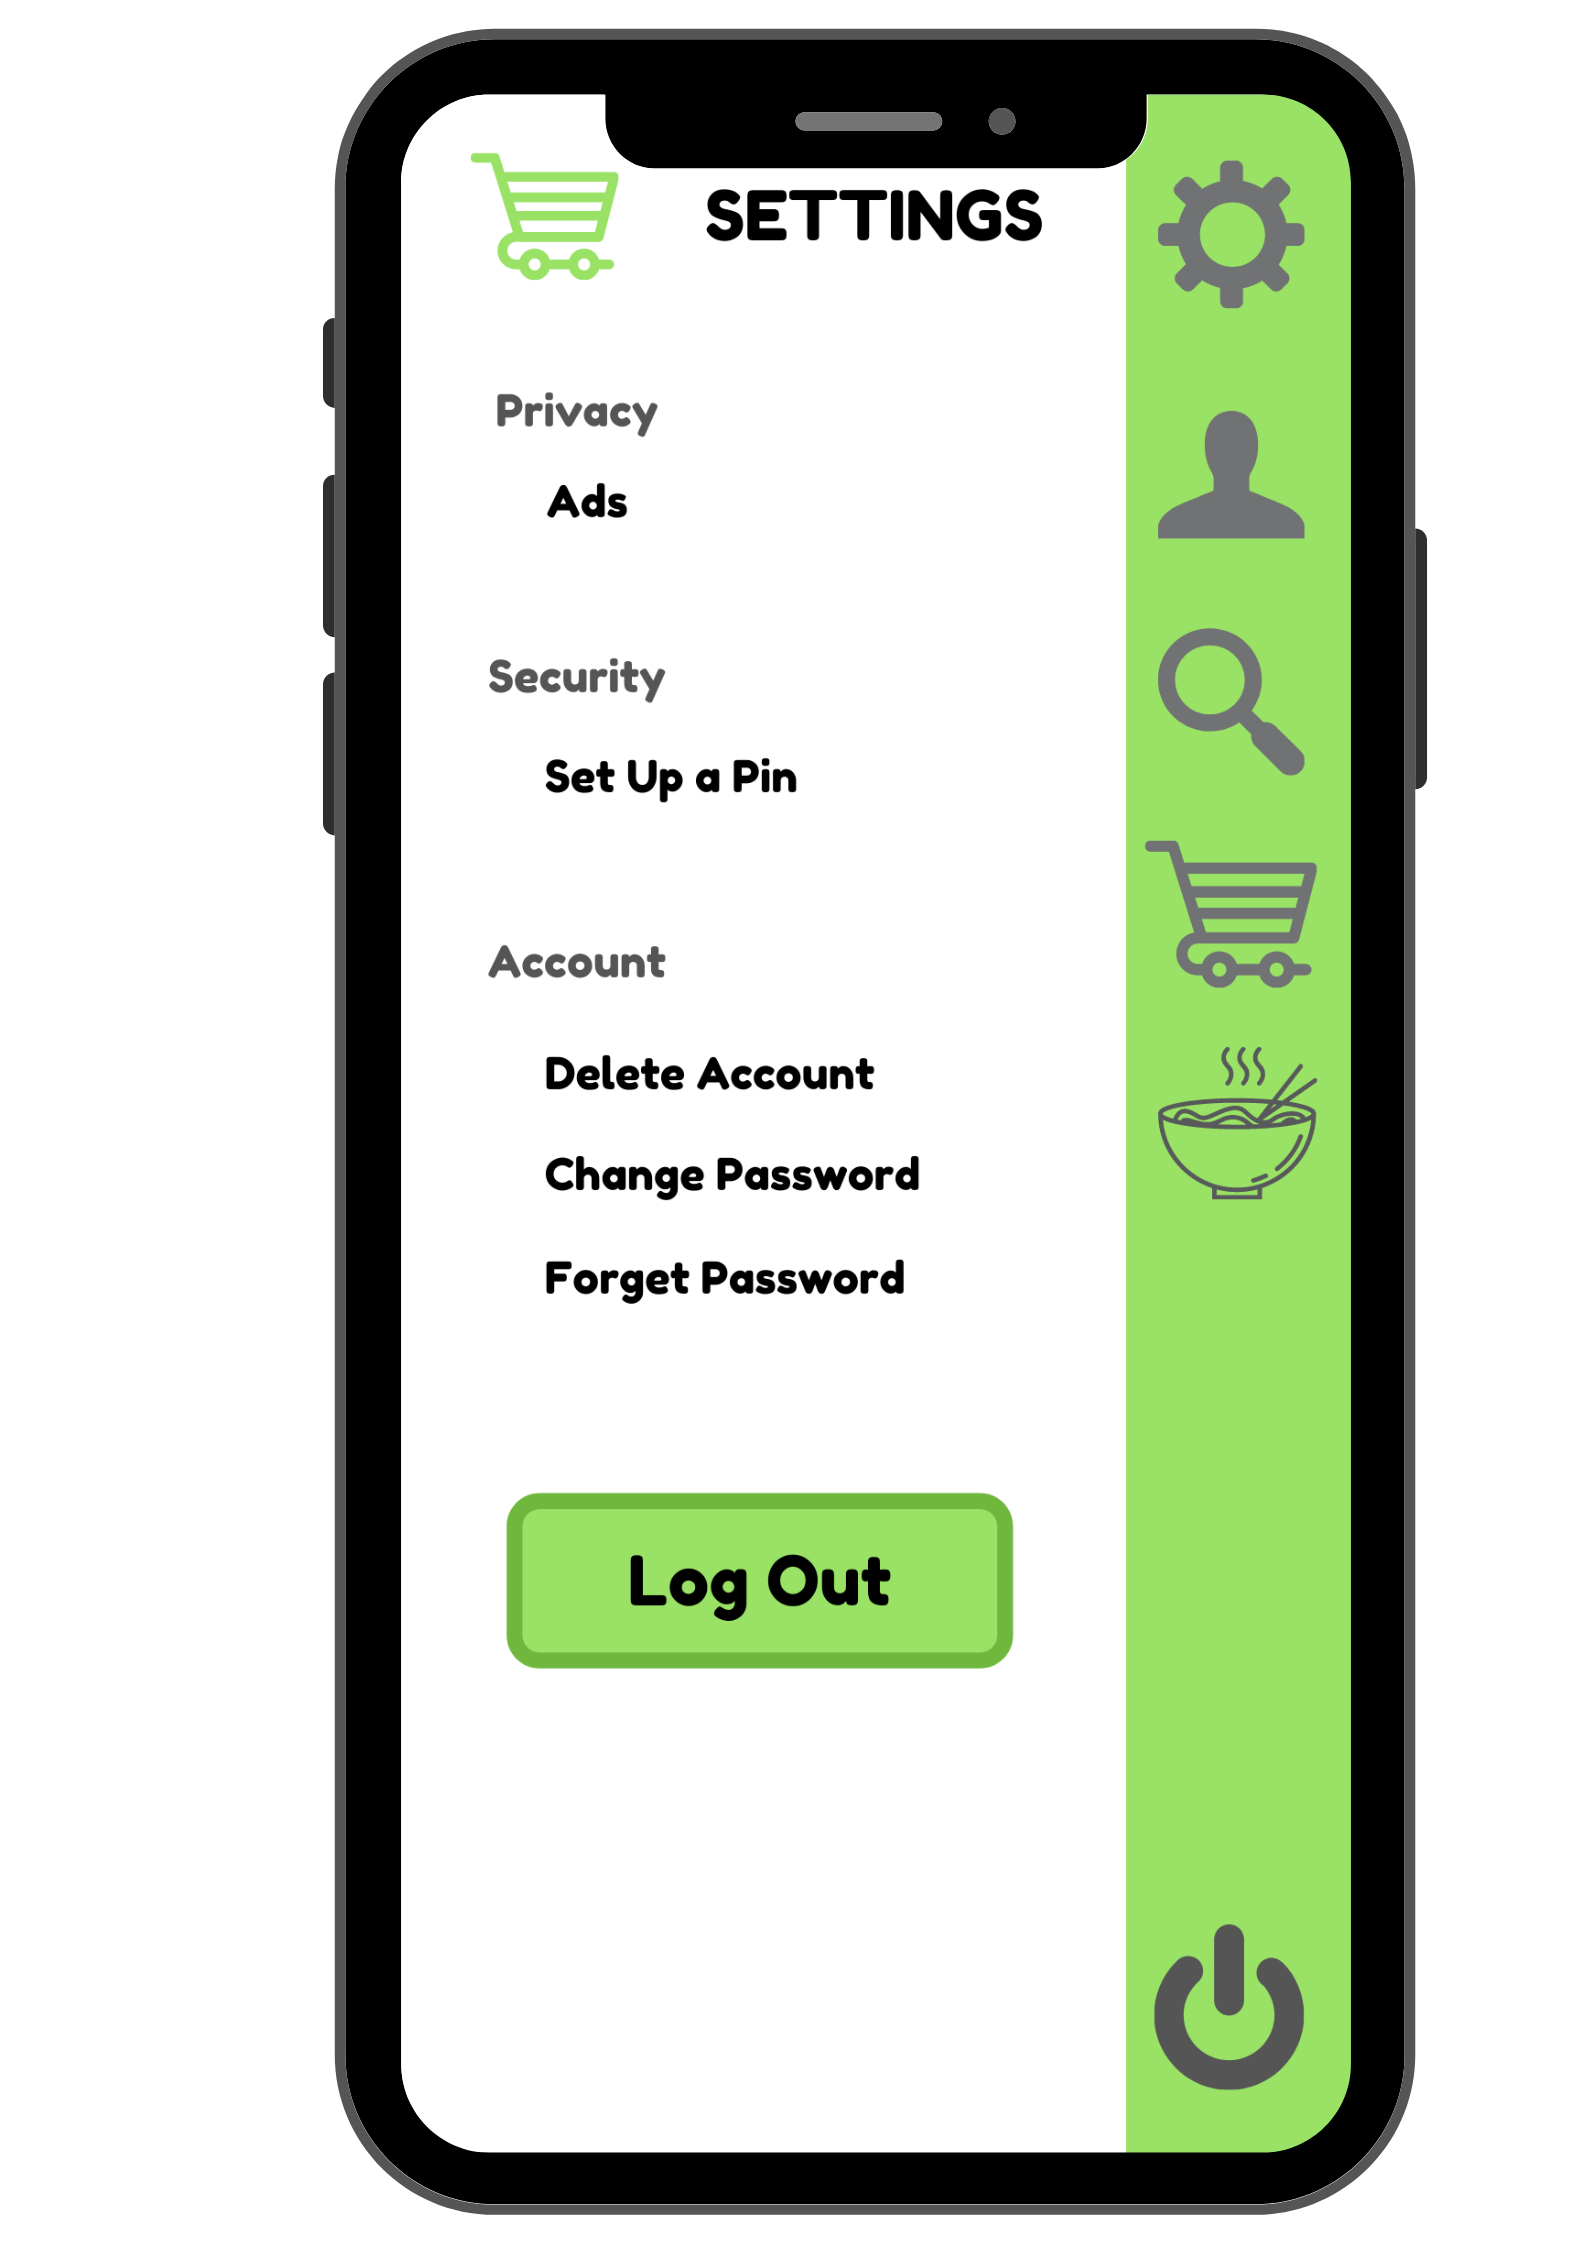 SETTINGS
Privacy
Ads
Security
Set Up a Pin
Account
Delete Account
Change Password
Forget Password
Log Out